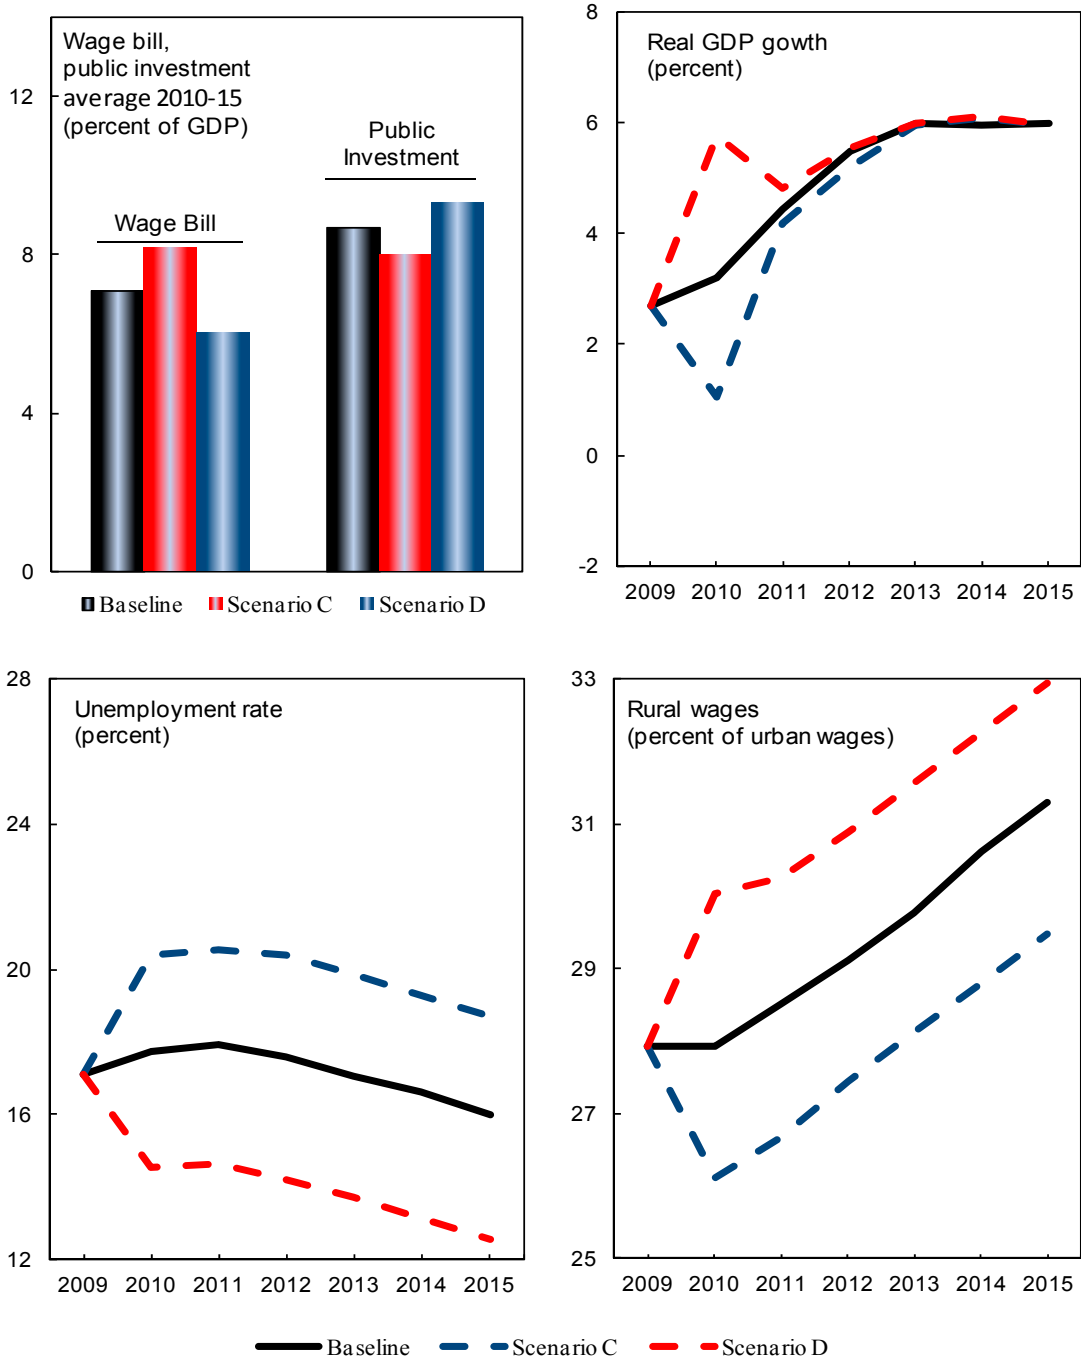 Wage bill,
public investment
average 2010-15
(percent of GDP)
Public
Investment
Wage Bill
12
8
4
0
Baseline Scenario C Scenario D
Real GDP gowth
(percent)
8
6
4
2
0
-2
2009 2010 2011 2012 2013 2014 2015
Unemployment rate
(percent)
28
24
20
16
12
2009 2010 2011 2012 2013 2014 2015
Rural wages
(percent of urban wages)
33
31
29
27
25
2009 2010 2011 2012 2013 2014 2015
Baseline Scenario C Scenario D